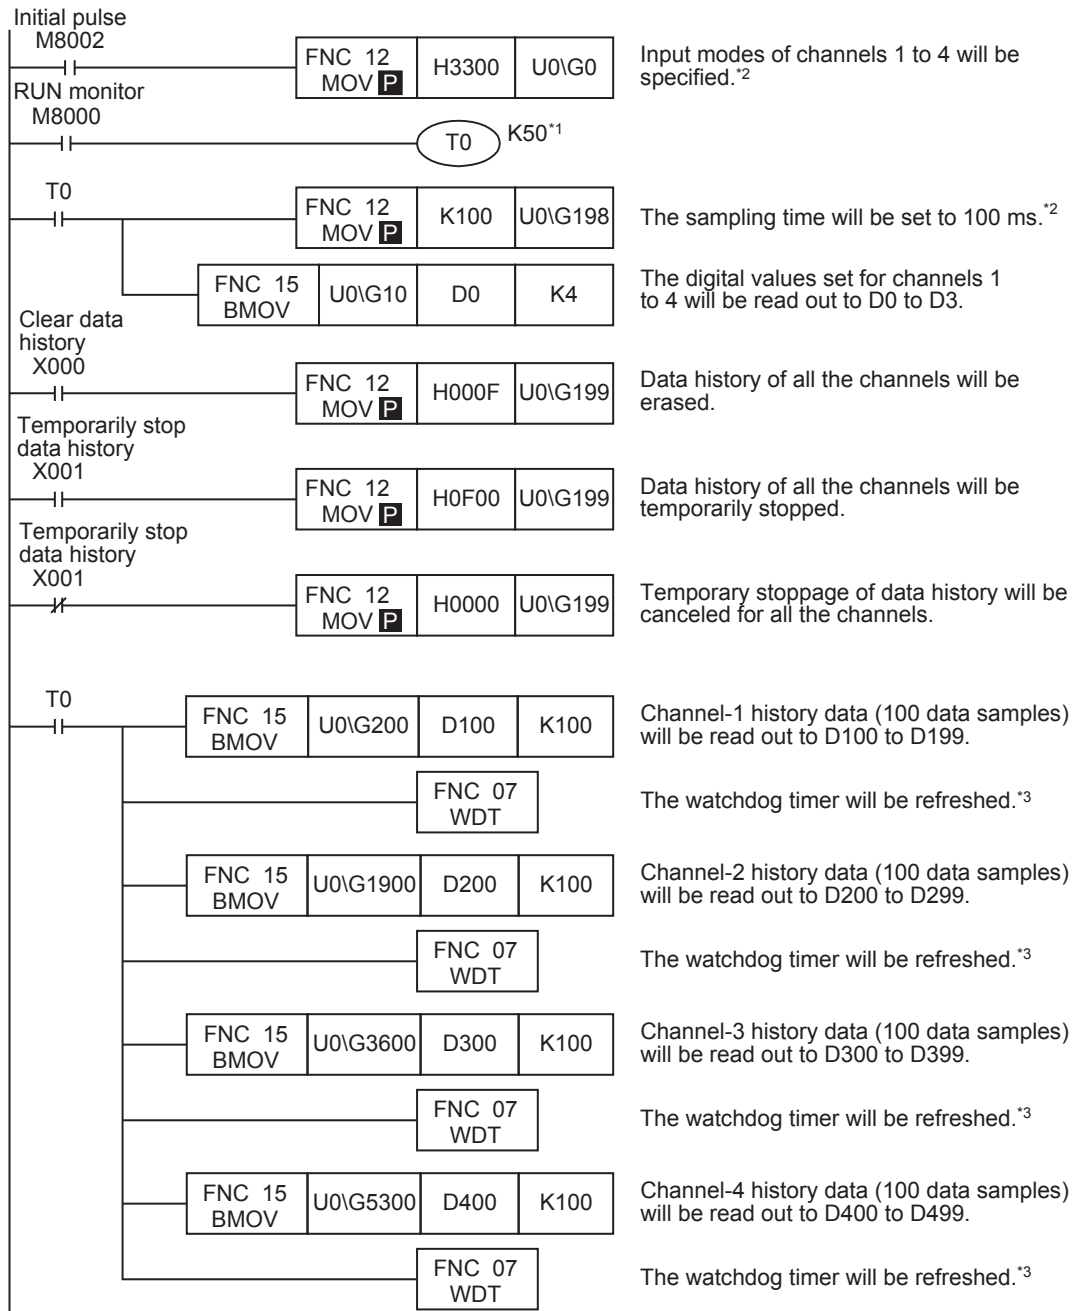 Initial pulse
M8002
FNC 12
MOV P
H3300
U0\G0
Input modes of channels 1 to 4 will be
specified.*2
RUN monitor
M8000
T0
K50*1
T0
FNC 12
MOV P
K100
U0\G198
The sampling time will be set to 100 ms.*2
FNC 15
BMOV
U0\G10
D0
K4
The digital values set for channels 1
to 4 will be read out to D0 to D3.
Clear data
history
X000
FNC 12
MOV P
H000F
U0\G199
Data history of all the channels will be
erased.
Temporarily stop
data history
X001
FNC 12
MOV P
H0F00
U0\G199
Data history of all the channels will be
temporarily stopped.
Temporarily stop
data history
X001
FNC 12
MOV P
H0000
U0\G199
Temporary stoppage of data history will be
canceled for all the channels.
T0
FNC 15
BMOV
U0\G200
D100
K100
Channel-1 history data (100 data samples)
will be read out to D100 to D199.
FNC 07
WDT
The watchdog timer will be refreshed.*3
FNC 15
BMOV
U0\G1900
D200
K100
Channel-2 history data (100 data samples)
will be read out to D200 to D299.
FNC 07
WDT
The watchdog timer will be refreshed.*3
FNC 15
BMOV
U0\G3600
D300
K100
Channel-3 history data (100 data samples)
will be read out to D300 to D399.
FNC 07
WDT
The watchdog timer will be refreshed.*3
FNC 15
BMOV
U0\G5300
D400
K100
Channel-4 history data (100 data samples)
will be read out to D400 to D499.
FNC 07
WDT
The watchdog timer will be refreshed.*3